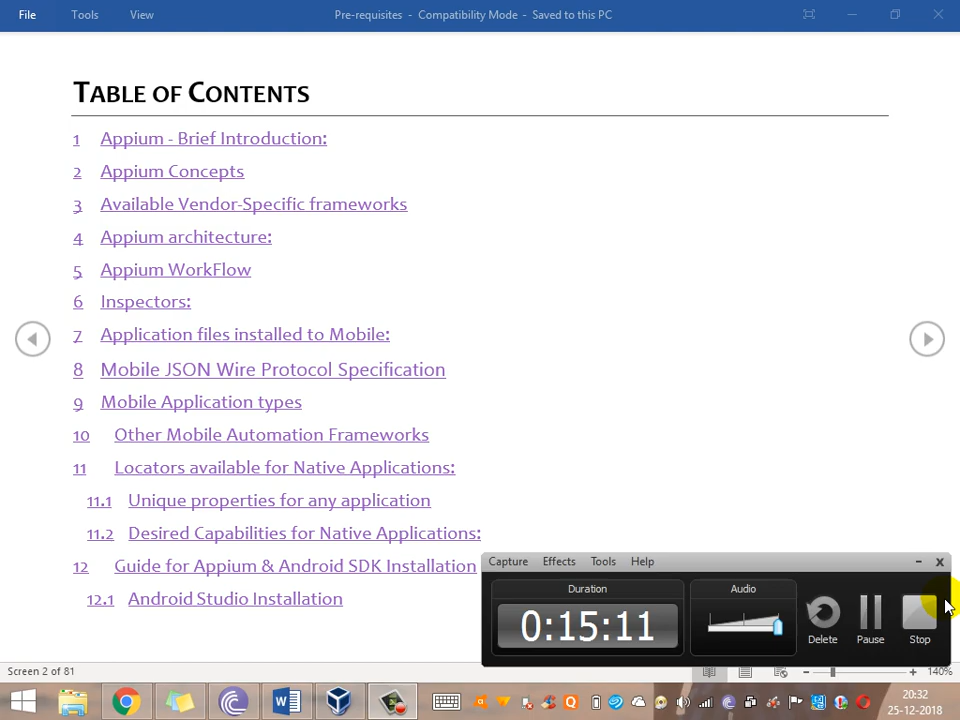 File Tools View Pre-requisites - Compatibility Mode - Saved to this PC
TABLE OF CONTENTS
1 Appium - Brief Introduction:
2 Appium Concepts
3 Available Vendor-Specific frameworks
4 Appium architecture:
5 Appium WorkFlow
6 Inspectors:
7 Application files installed to Mobile:
8 Mobile JSON Wire Protocol Specification
9 Mobile Application types
10 Other Mobile Automation Frameworks
11 Locators available for Native Applications:
11.1 Unique properties for any application
11.2 Desired Capabilities for Native Applications:
12 Guide for Appium & Android SDK Installation
12.1 Android Studio Installation
Capture Effects Tools Help
Duration Audio
0:15:11
Delete Pause Stop
Screen 2 of 81 140%
20:32
25-12-2018